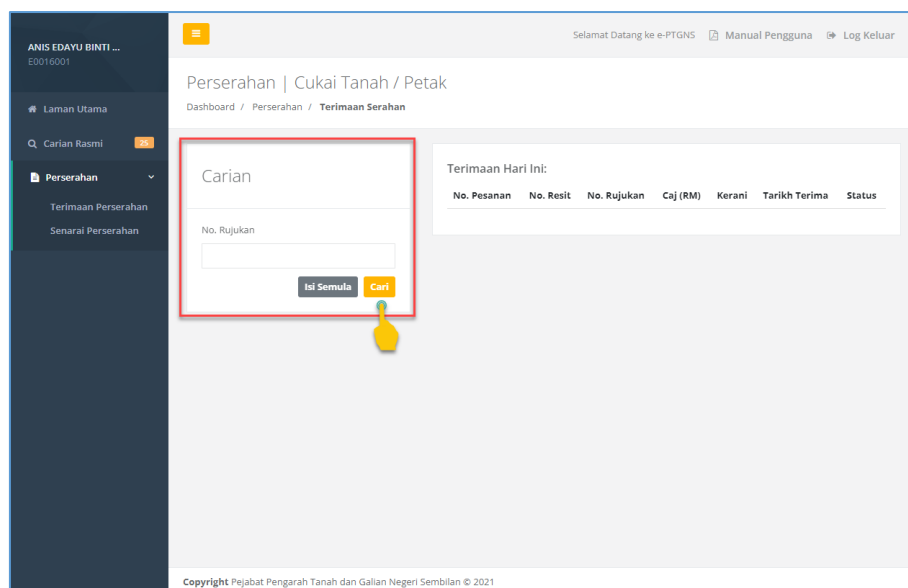 ANIS EDAYU BINTI ...
E0016001
Laman Utama
Carian Rasmi 25
Perserahan
Terimaan Perserahan
Senarai Perserahan
Selamat Datang ke e-PTGNS Manual Pengguna Log Keluar
Perserahan | Cukai Tanah / Petak
Dashboard / Perserahan / Terimaan Serahan
Carian
No. Rujukan
Isi Semula Cari
Terimaan Hari Ini:
No. Pesanan No. Resit No. Rujukan Caj (RM) Kerani Tarikh Terima Status
Copyright Pejabat Pengarah Tanah dan Galian Negeri Sembilan © 2021